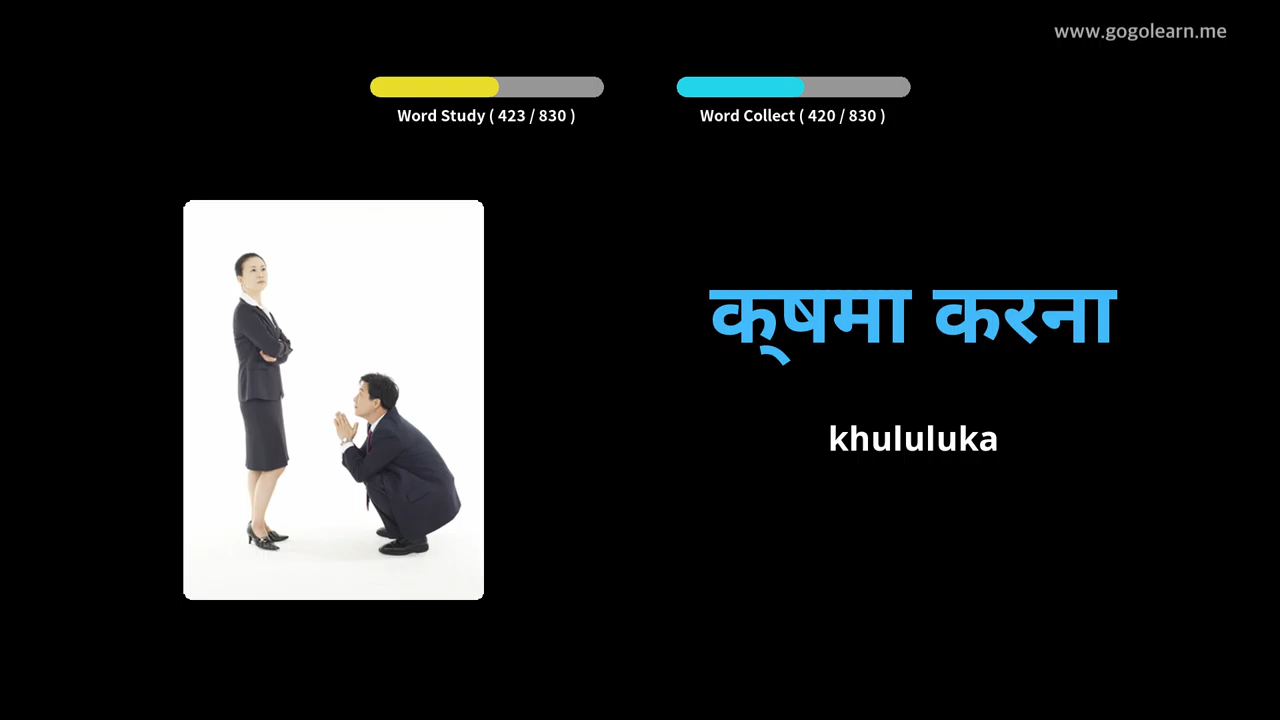 www.gogolearn.me
Word Study ( 423 / 830 )
Word Collect ( 420 / 830 )
क्षमा करना
khululuka